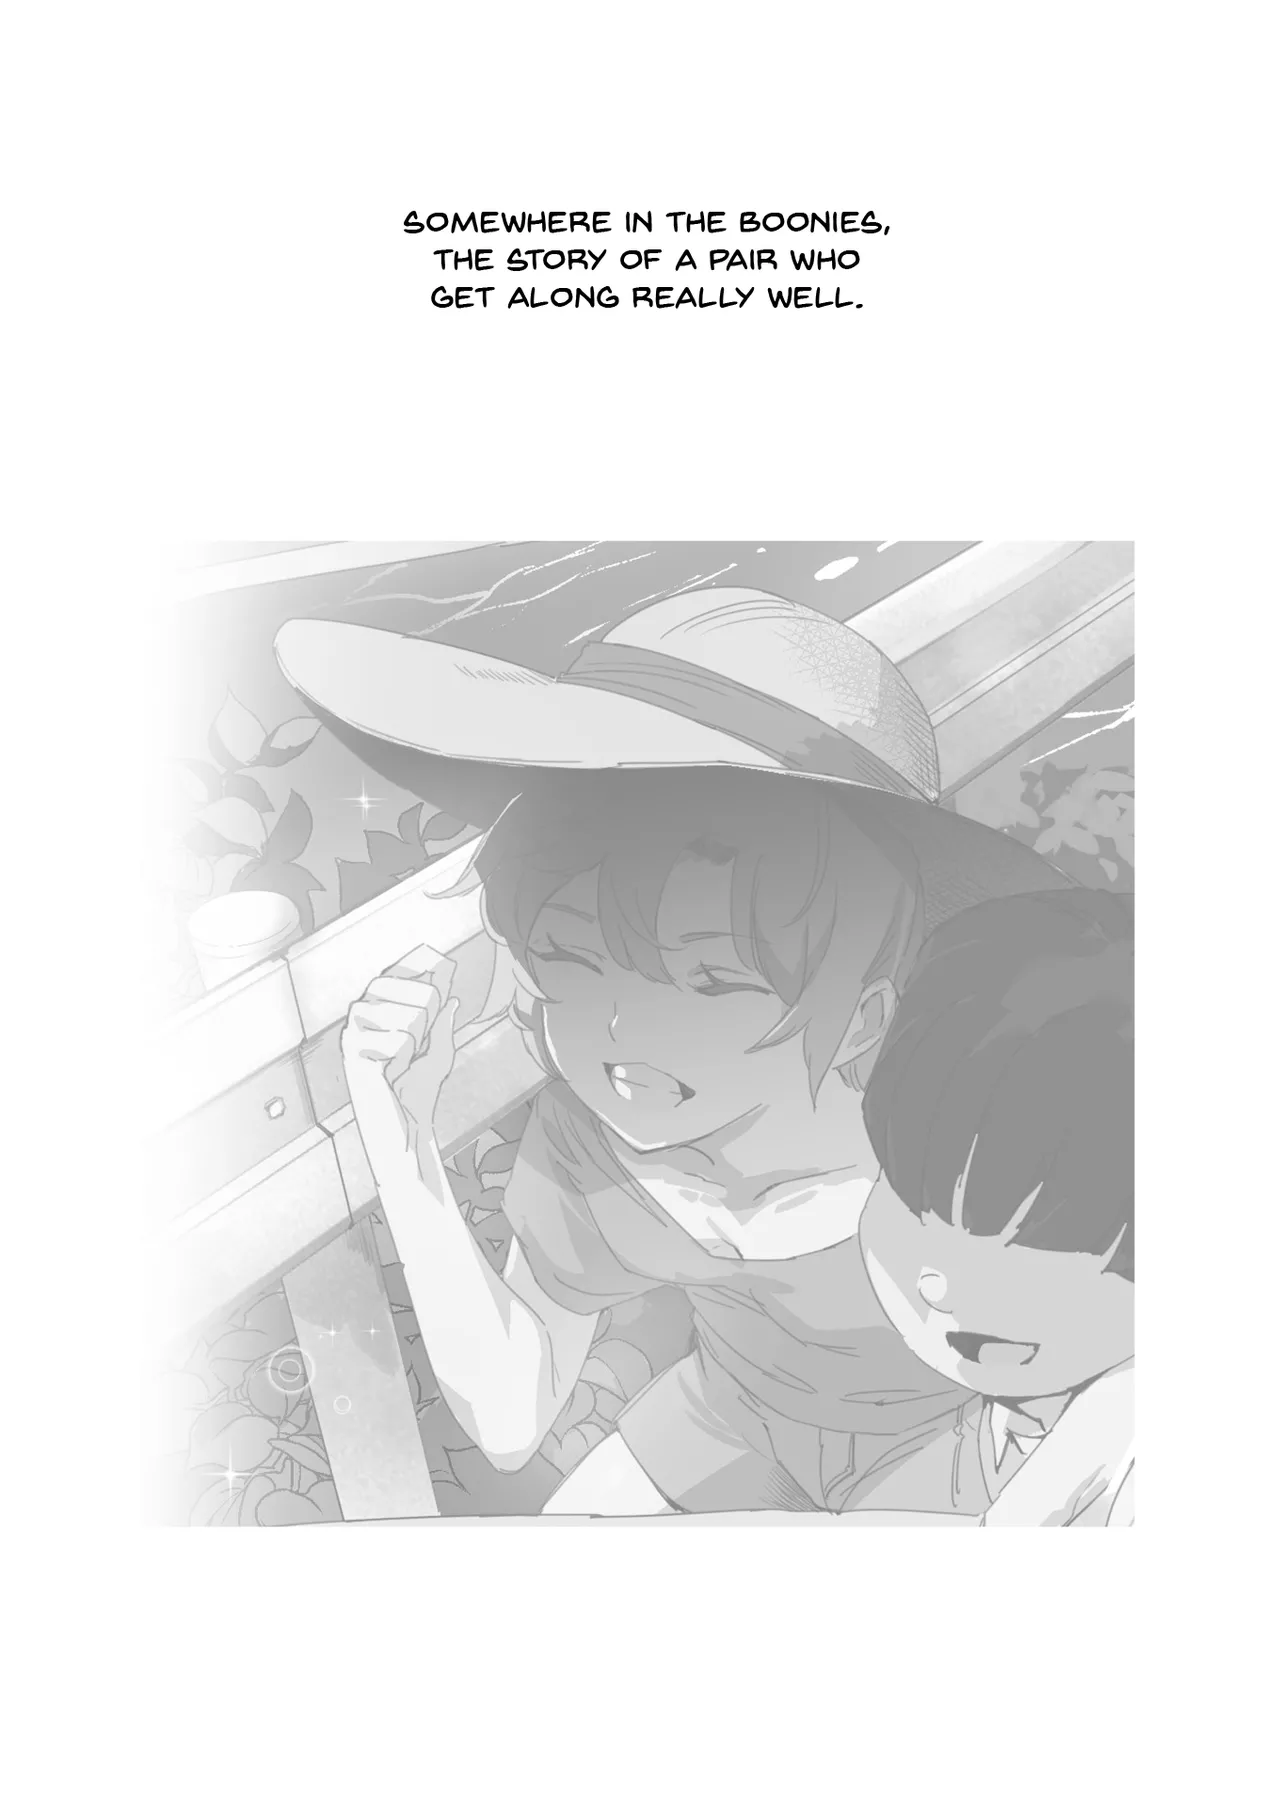 SOMEWHERE IN THE BOONIES,
THE STORY OF A PAIR WHO
GET ALONG REALLY WELL.